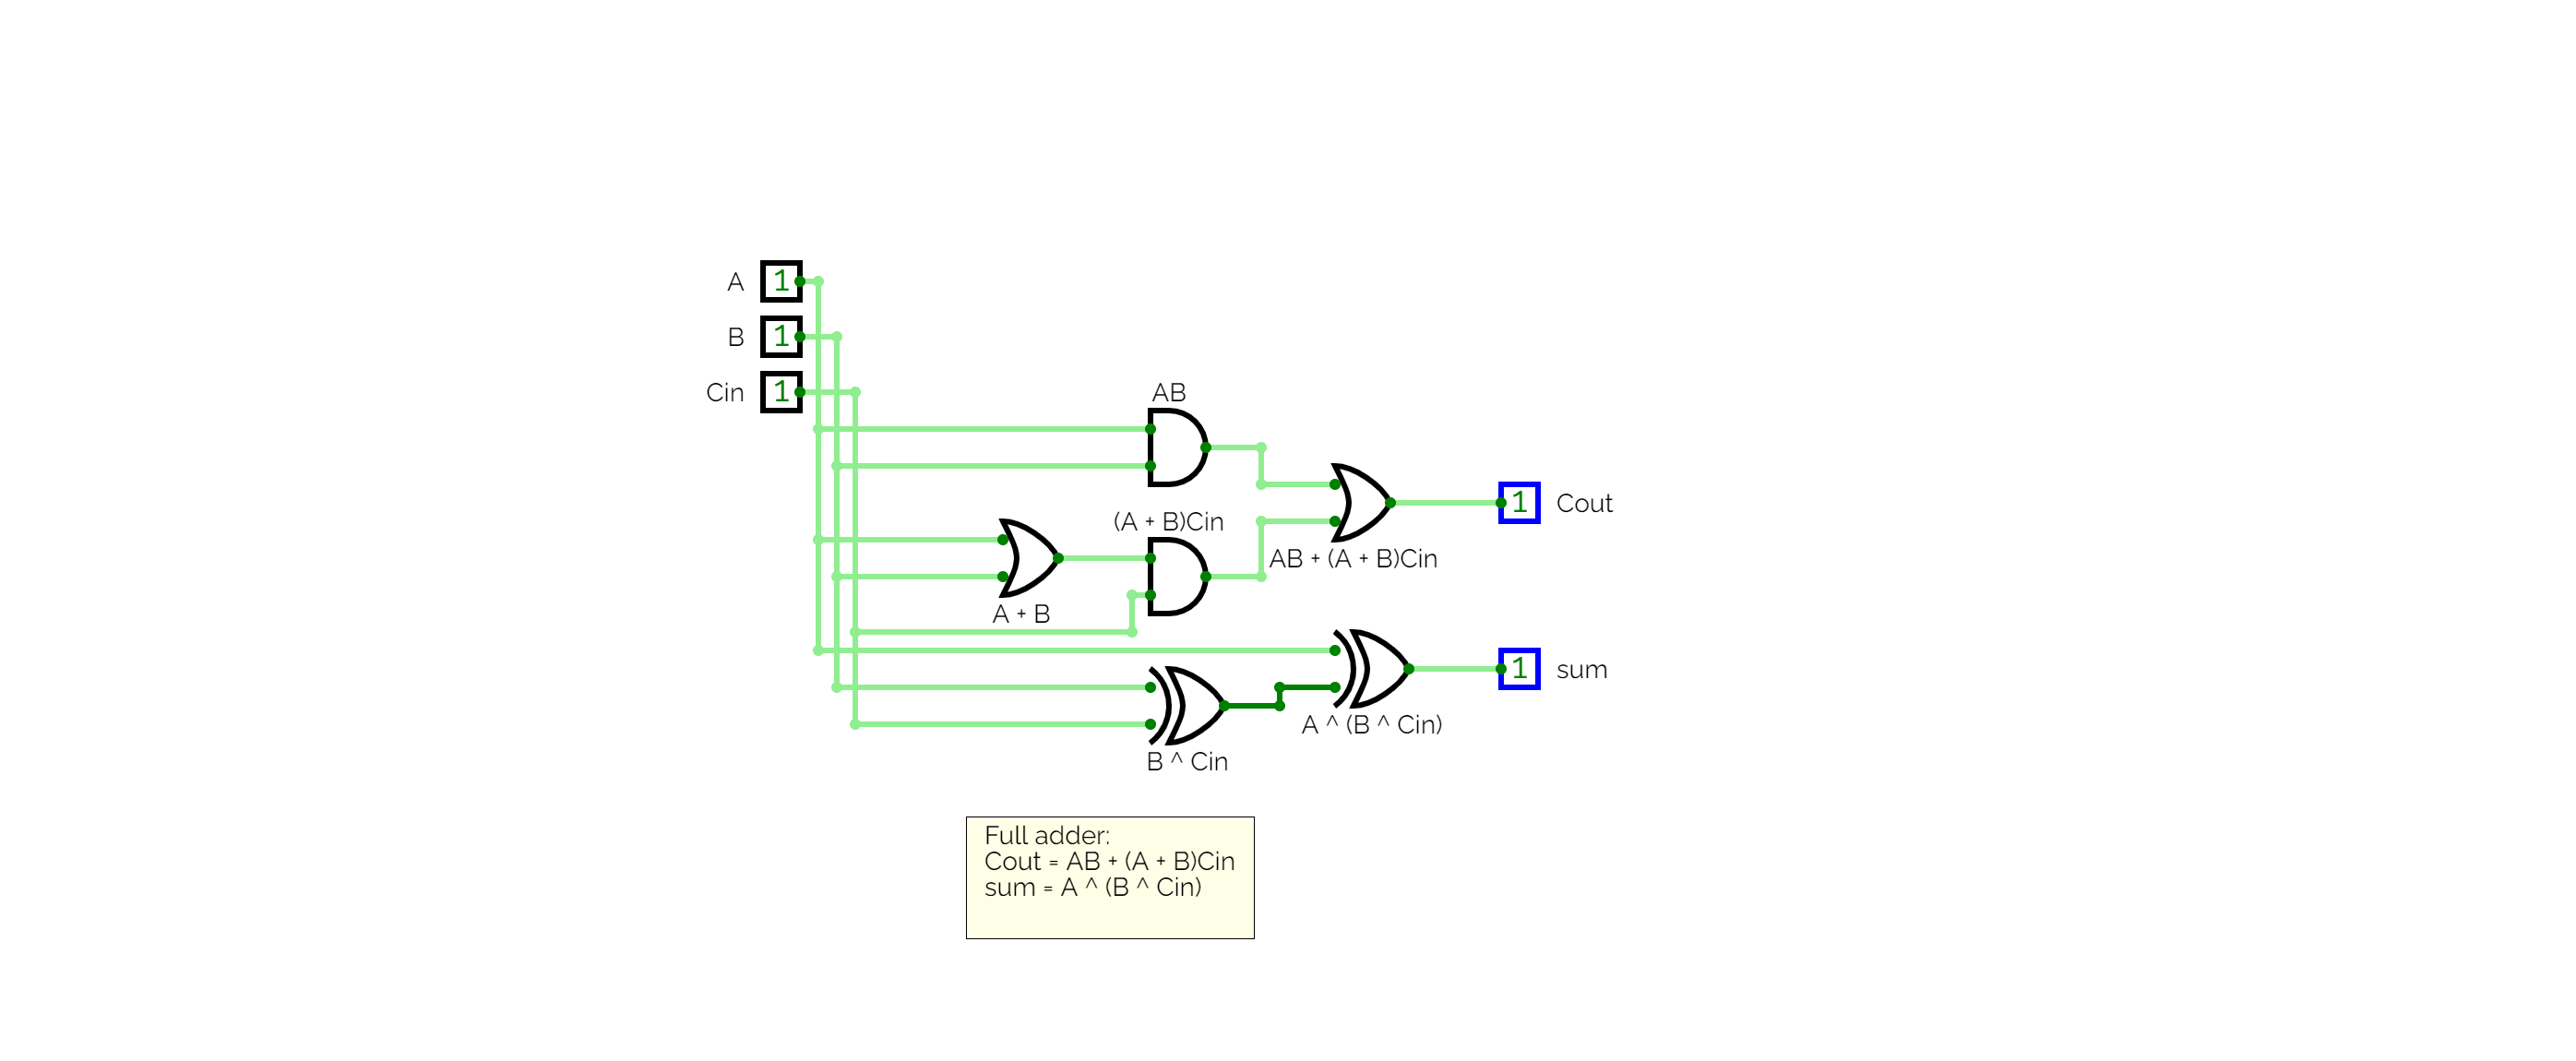 A 1
B 1
Cin 1
AB
(A + B)Cin
1 Cout
AB + (A + B)Cin
A + B
1 sum
A ^ (B ^ Cin)
B ^ Cin
Full adder:
Cout = AB + (A + B)Cin
sum = A ^ (B ^ Cin)